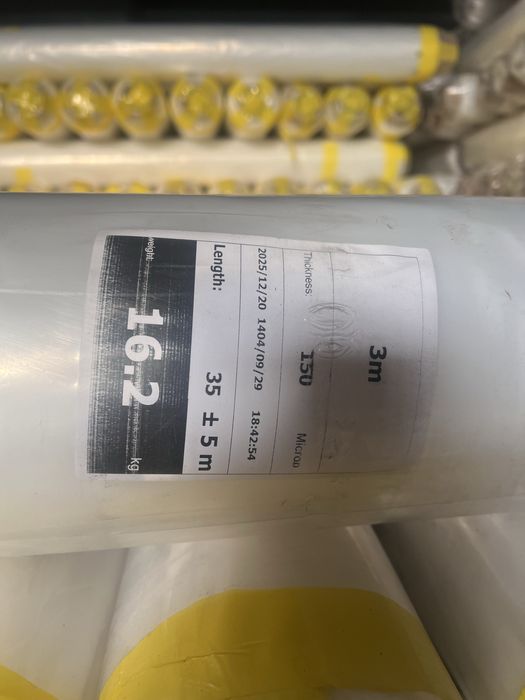 3m
Thickness: 150 Micron
2025/12/20 1404/09/29 18:42:54
Length: 35 ± 5 m
weight: 16.2 kg